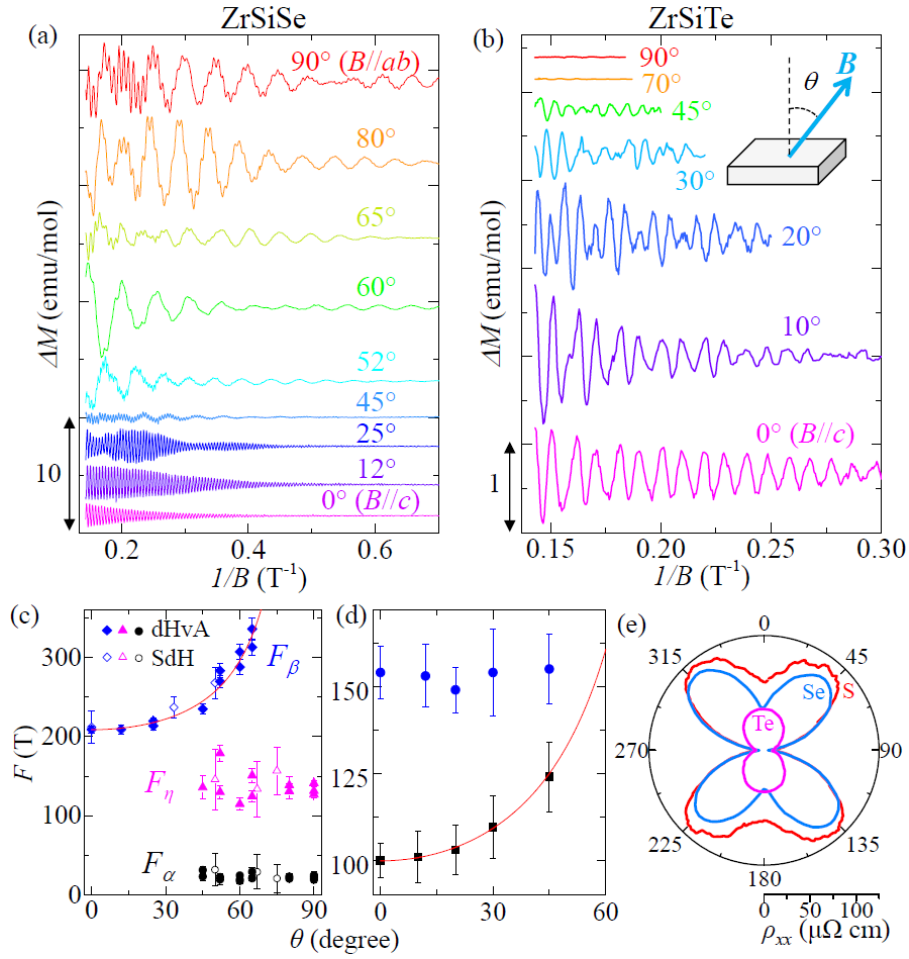 ZrSiSe
ZrSiTe
(a)
90° (B//ab)
80°
65°
60°
52°
45°
25°
12°
0° (B//c)
10
ΔM (emu/mol)
0.2 0.4 0.6
1/B (T⁻¹)
(b)
90°
70°
45°
30°
20°
10°
0° (B//c)
B
θ
1
ΔM (emu/mol)
0.15 0.20 0.25 0.30
1/B (T⁻¹)
(c)
dHvA
SdH
Fβ
Fη
Fα
F (T)
300
200
100
0
0 30 60 90
(d)
150
125
100
0 30 60
θ (degree)
(e)
0
45
90
135
180
225
270
315
Se
S
Te
0 50 100
ρxx (μΩ cm)